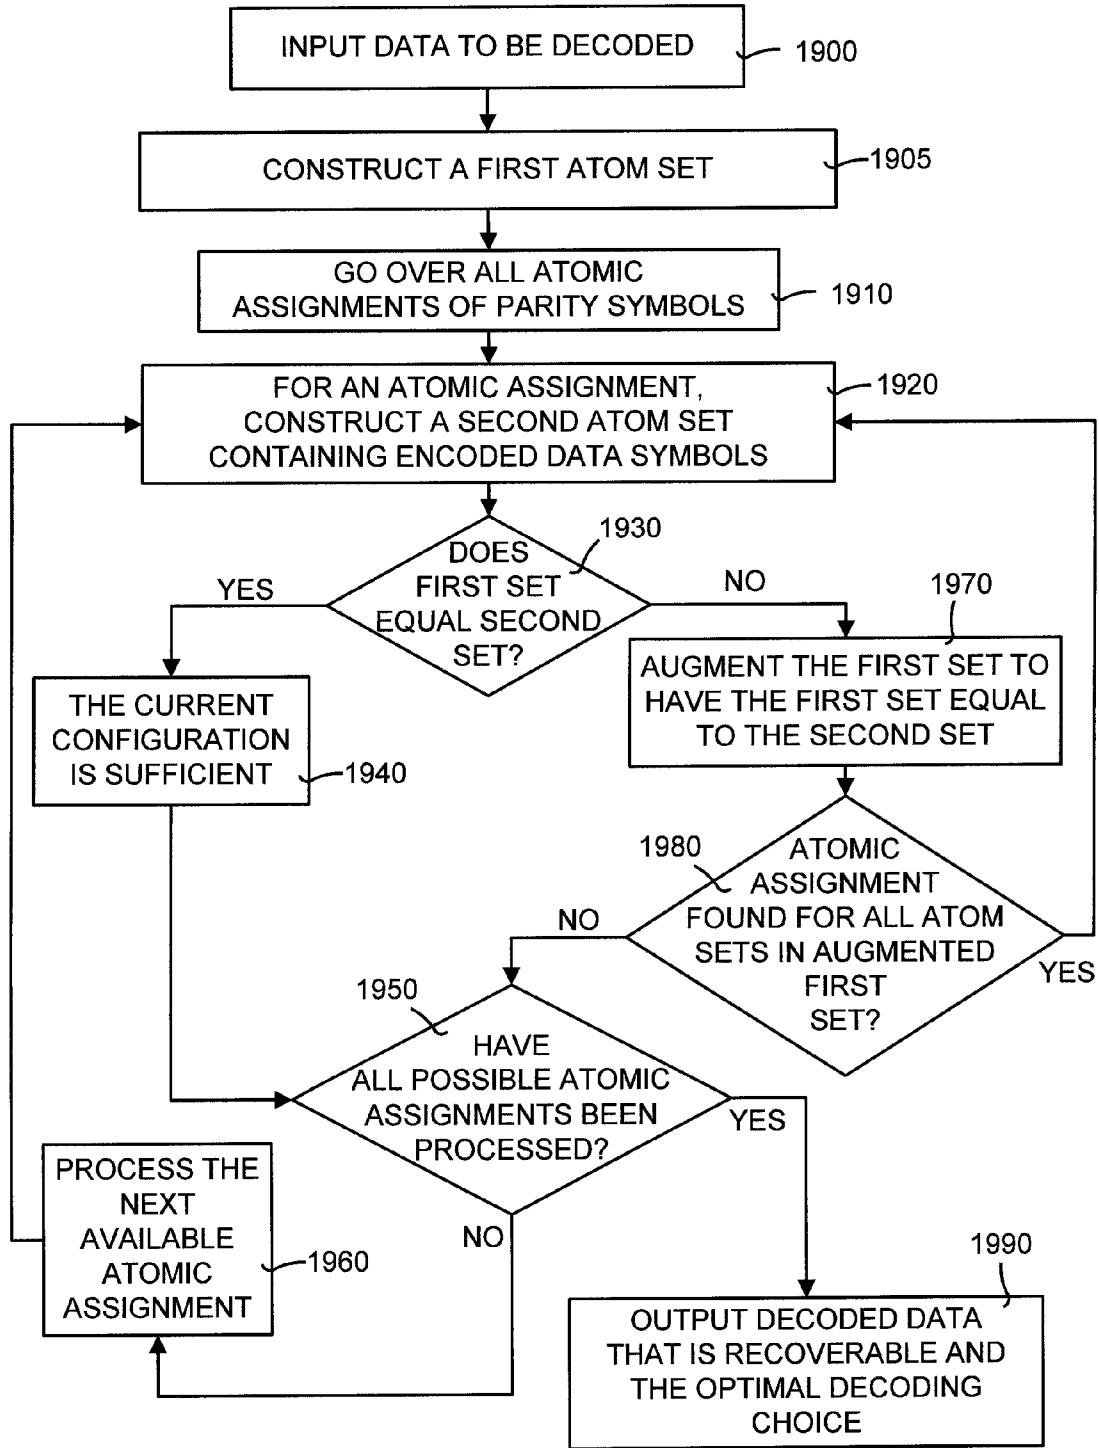 INPUT DATA TO BE DECODED
1900
CONSTRUCT A FIRST ATOM SET
1905
GO OVER ALL ATOMIC
ASSIGNMENTS OF PARITY SYMBOLS
1910
FOR AN ATOMIC ASSIGNMENT,
CONSTRUCT A SECOND ATOM SET
CONTAINING ENCODED DATA SYMBOLS
1920
DOES
FIRST SET
EQUAL SECOND
SET?
1930
YES
NO
1970
AUGMENT THE FIRST SET TO
HAVE THE FIRST SET EQUAL
TO THE SECOND SET
THE CURRENT
CONFIGURATION
IS SUFFICIENT
1940
1980
ATOMIC
ASSIGNMENT
FOUND FOR ALL ATOM
SETS IN AUGMENTED
FIRST
SET?
NO
YES
1950
HAVE
ALL POSSIBLE ATOMIC
ASSIGNMENTS BEEN
PROCESSED?
YES
NO
PROCESS THE
NEXT
AVAILABLE
ATOMIC
ASSIGNMENT
1960
1990
OUTPUT DECODED DATA
THAT IS RECOVERABLE AND
THE OPTIMAL DECODING
CHOICE